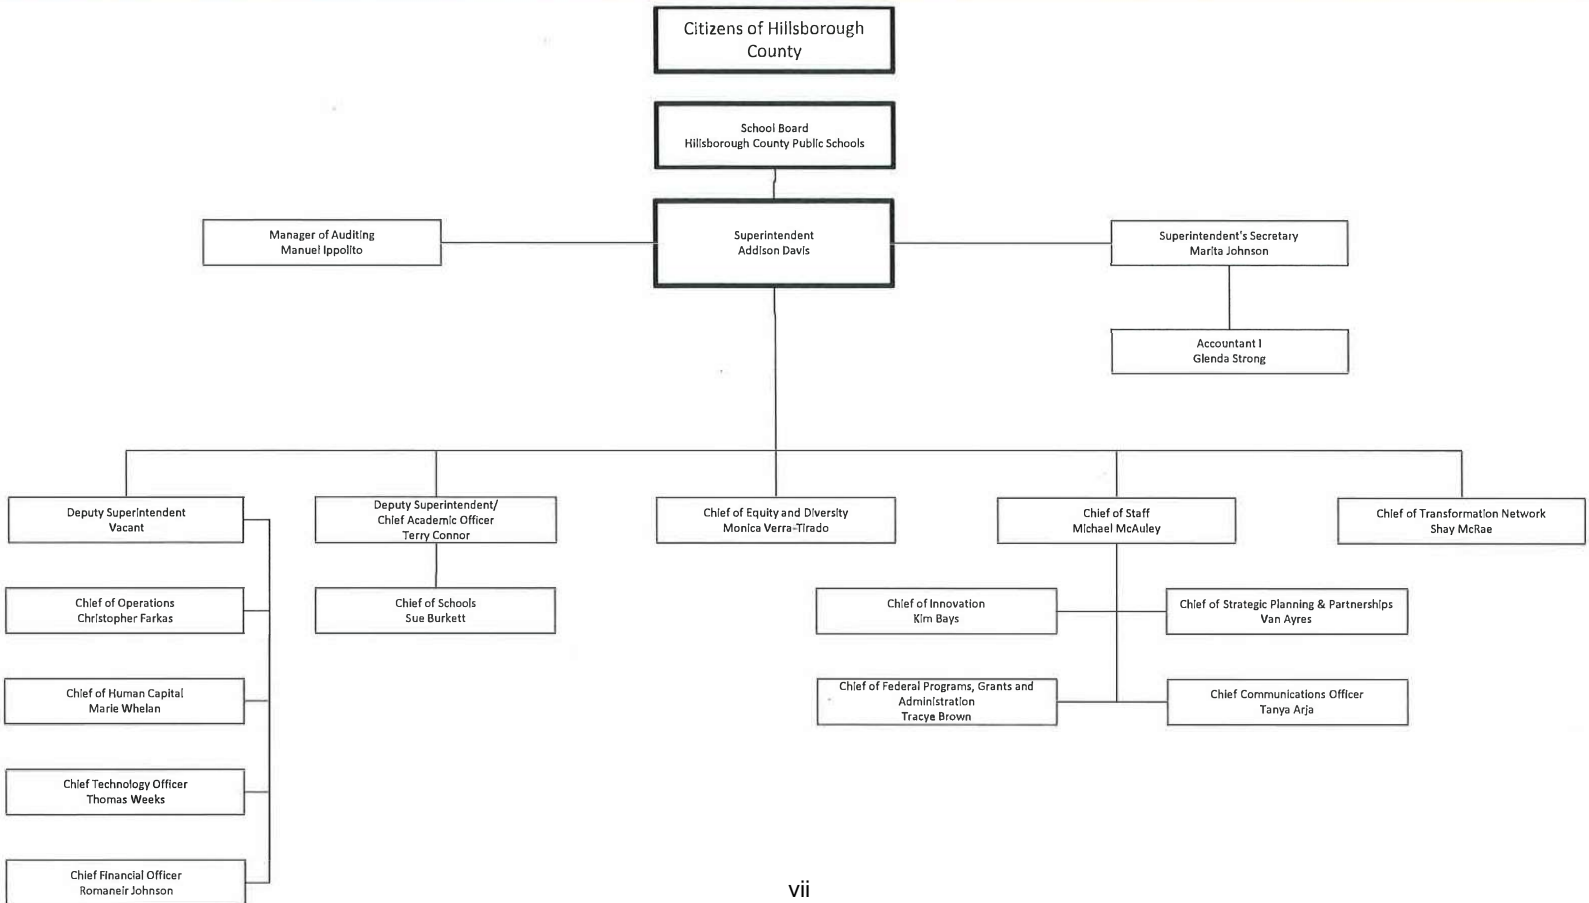 Citizens of Hillsborough
County
School Board
Hillsborough County Public Schools
Manager of Auditing
Manuel Ippolito
Superintendent
Addison Davis
Superintendent's Secretary
Marita Johnson
Accountant I
Glenda Strong
Deputy Superintendent
Vacant
Deputy Superintendent/
Chief Academic Officer
Terry Connor
Chief of Equity and Diversity
Monica Verra-Tirado
Chief of Staff
Michael McAuley
Chief of Transformation Network
Shay McRae
Chief of Operations
Christopher Farkas
Chief of Schools
Sue Burkett
Chief of Innovation
Kim Bays
Chief of Strategic Planning & Partnerships
Van Ayres
Chief of Human Capital
Marie Whelan
Chief of Federal Programs, Grants and
Administration
Tracye Brown
Chief Communications Officer
Tanya Arja
Chief Technology Officer
Thomas Weeks
Chief Financial Officer
Romaneir Johnson
vii